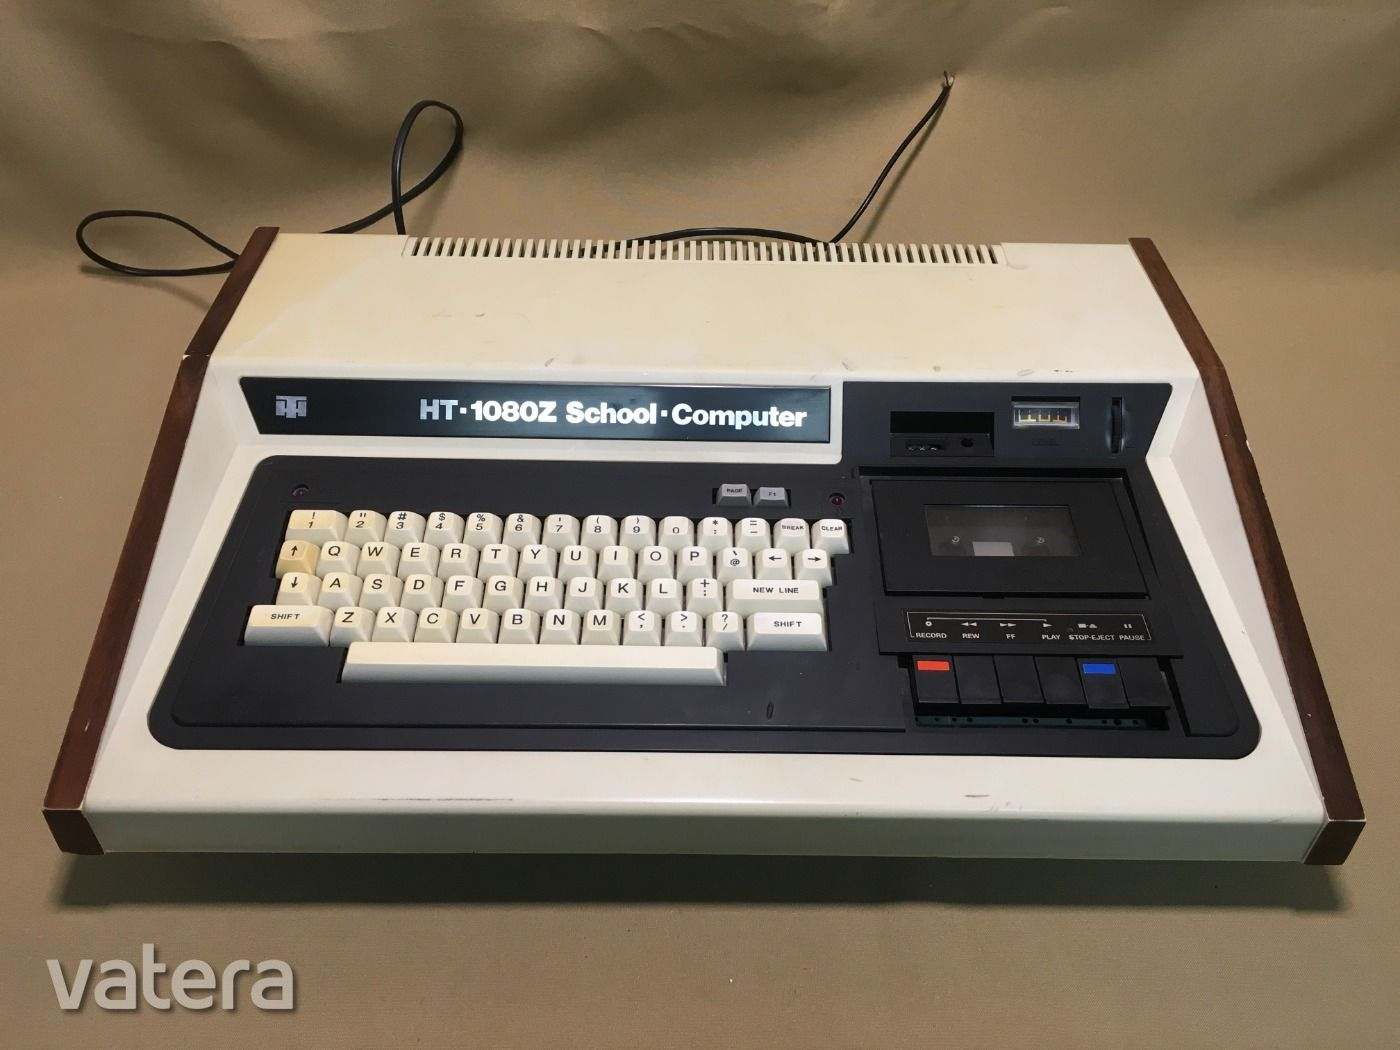 HT·1080Z School·Computer
LEVEL
PAGE F1
! " # $ % & ' ( ) * = BREAK CLEAR
1 2 3 4 5 6 7 8 9 0 : -
↑ Q W E R T Y U I O P ` @ ← →
↓ A S D F G H J K L + ; NEW LINE
SHIFT Z X C V B N M < , > . ? / SHIFT
RECORD REW FF PLAY STOP-EJECT PAUSE
vatera